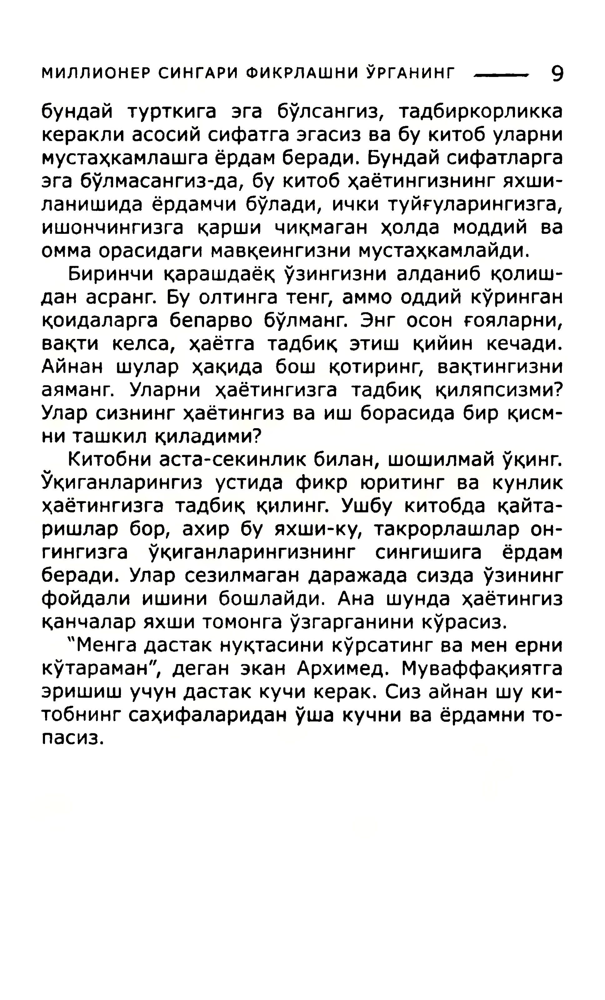 МИЛЛИОНЕР СИНГАРИ ФИКРЛАШНИ ЎРГАНИНГ 9
бундай турткига эга бўлсангиз, тадбиркорликка
керакли асосий сифатга эгасиз ва бу китоб уларни
мустаҳкамлашга ёрдам беради. Бундай сифатларга
эга бўлмасангиз-да, бу китоб ҳаётингизнинг яхши-
ланишида ёрдамчи бўлади, ички туйғуларингизга,
ишончингизга қарши чиқмаган ҳолда моддий ва
омма орасидаги мавқеингизни мустаҳкамлайди.
Биринчи қарашдаёқ ўзингизни алданиб қолиш-
дан асранг. Бу олтинга тенг, аммо оддий кўринган
қоидаларга бепарво бўлманг. Энг осон ғояларни,
вақти келса, ҳаётга тадбиқ этиш қийин кечади.
Айнан шулар ҳақида бош қотиринг, вақтингизни
аяманг. Уларни ҳаётингизга тадбиқ қиляпсизми?
Улар сизнинг ҳаётингиз ва иш борасида бир қисм-
ни ташкил қиладими?
Китобни аста-секинлик билан, шошилмай ўқинг.
Ўқиганларингиз устида фикр юритинг ва кунлик
ҳаётингизга тадбиқ қилинг. Ушбу китобда қайта-
ришлар бор, ахир бу яхши-ку, такрорлашлар он-
гингизга ўқиганларингизнинг сингишига ёрдам
беради. Улар сезилмаган даражада сизда ўзининг
фойдали ишини бошлайди. Ана шунда ҳаётингиз
қанчалар яхши томонга ўзгарганини кўрасиз.
"Менга дастак нуқтасини кўрсатинг ва мен ерни
кўтараман", деган экан Архимед. Муваффақиятга
эришиш учун дастак кучи керак. Сиз айнан шу ки-
тобнинг саҳифаларидан ўша кучни ва ёрдамни то-
пасиз.